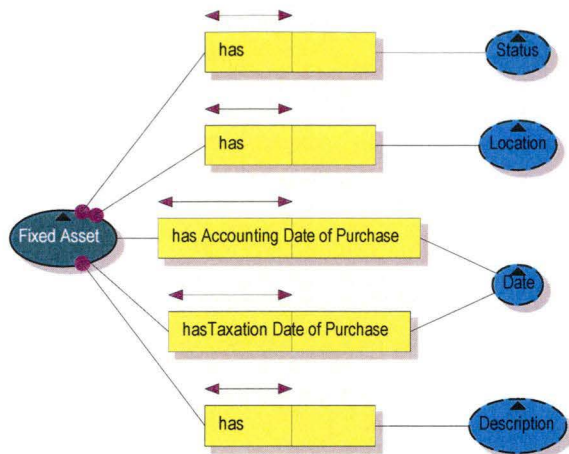 has
Status
has
Location
Fixed Asset
has Accounting Date of Purchase
Date
hasTaxation Date of Purchase
has
Description